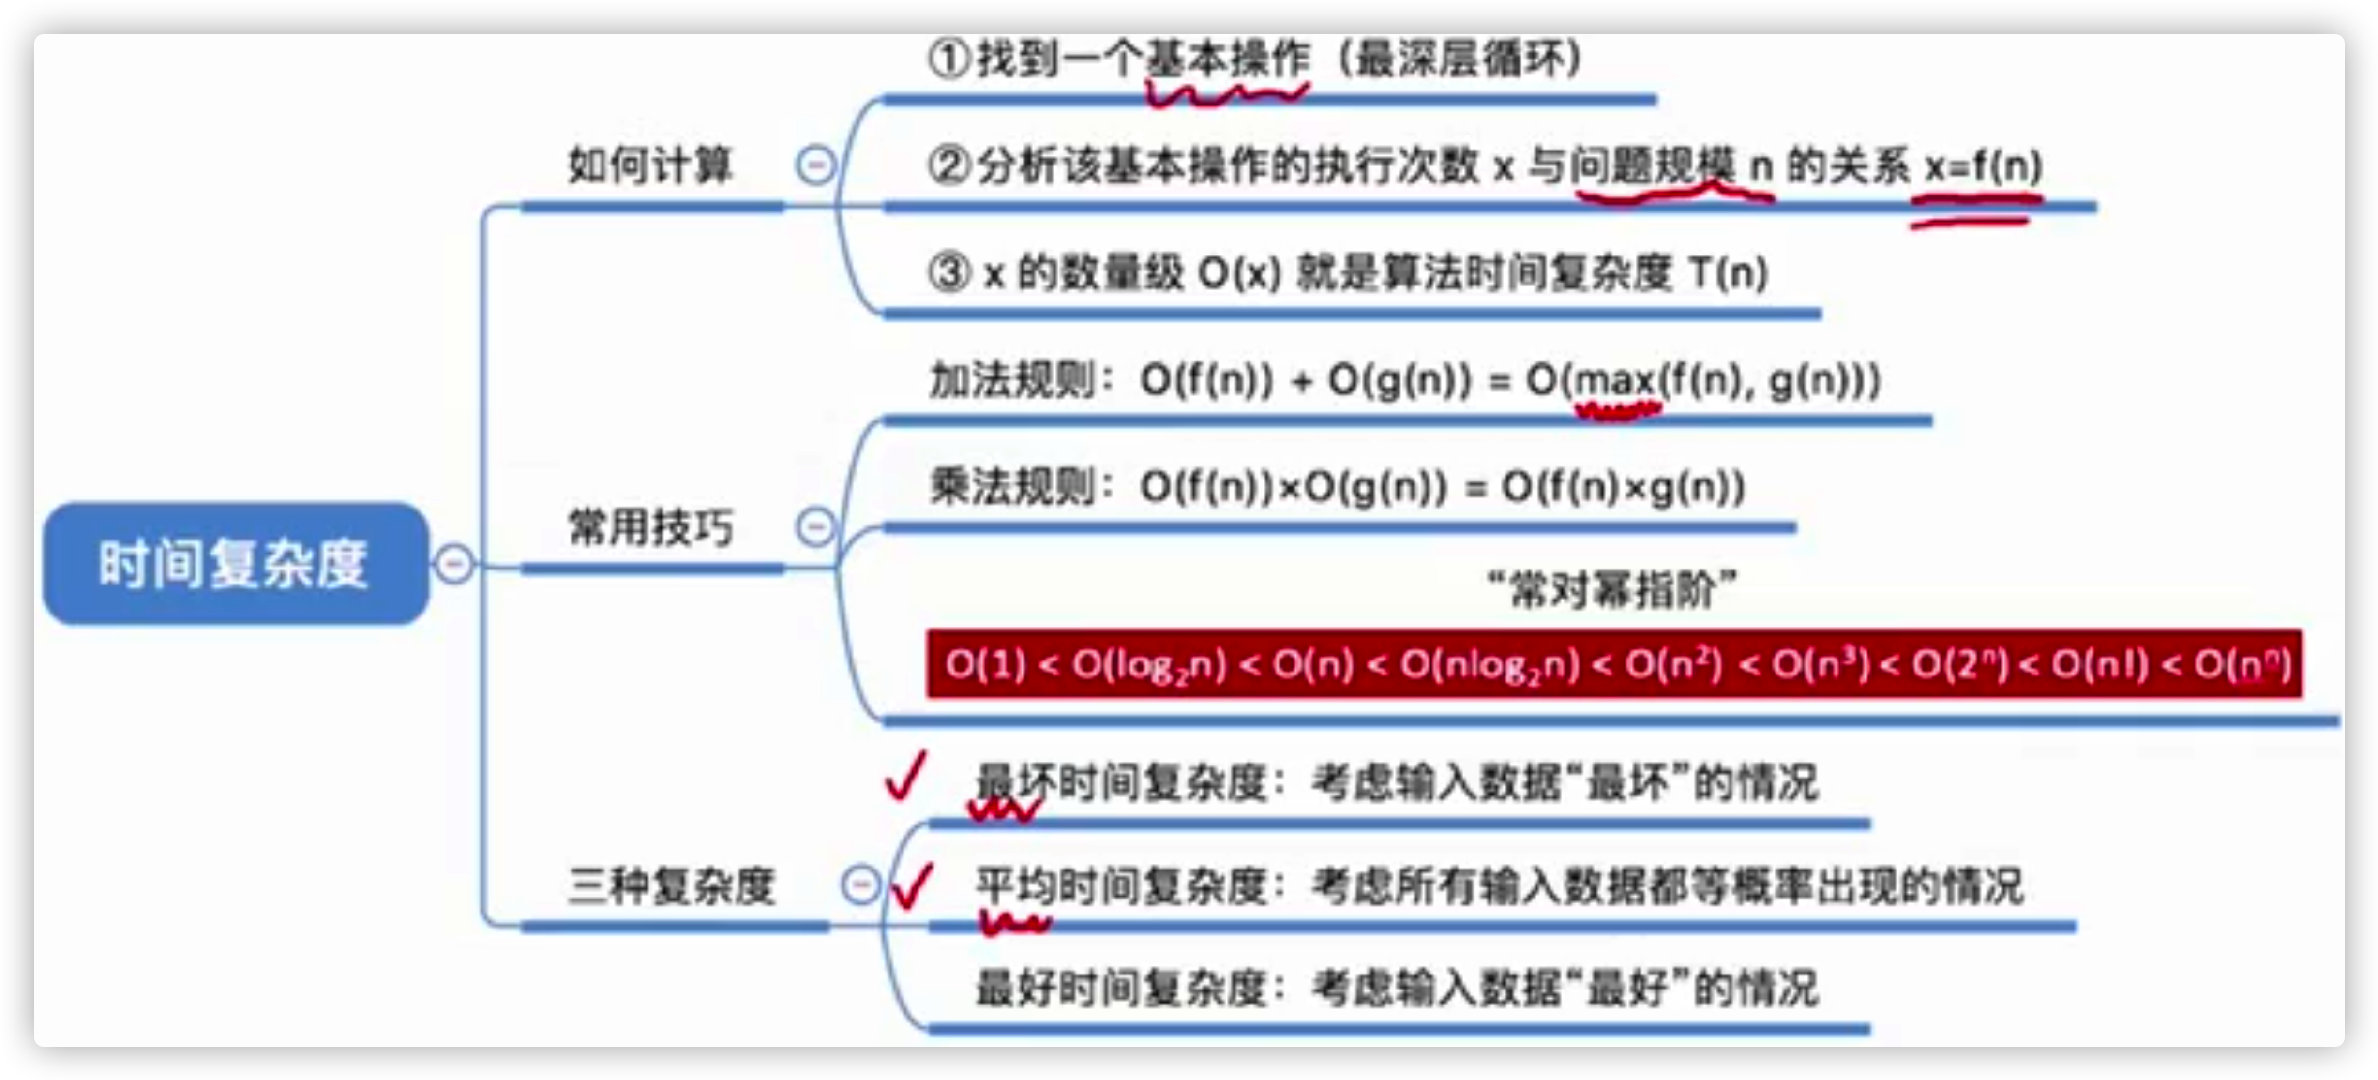 ①找到一个基本操作（最深层循环）
如何计算
②分析该基本操作的执行次数 x 与问题规模 n 的关系 x=f(n)
③ x 的数量级 O(x) 就是算法时间复杂度 T(n)
加法规则：O(f(n)) + O(g(n)) = O(max(f(n), g(n)))
乘法规则：O(f(n))×O(g(n)) = O(f(n)×g(n))
常用技巧
时间复杂度
“常对幂指阶”
O(1) < O(log₂n) < O(n) < O(nlog₂n) < O(n²) < O(n³) < O(2ⁿ) < O(n!) < O(nⁿ)
最坏时间复杂度：考虑输入数据“最坏”的情况
三种复杂度
平均时间复杂度：考虑所有输入数据都等概率出现的情况
最好时间复杂度：考虑输入数据“最好”的情况